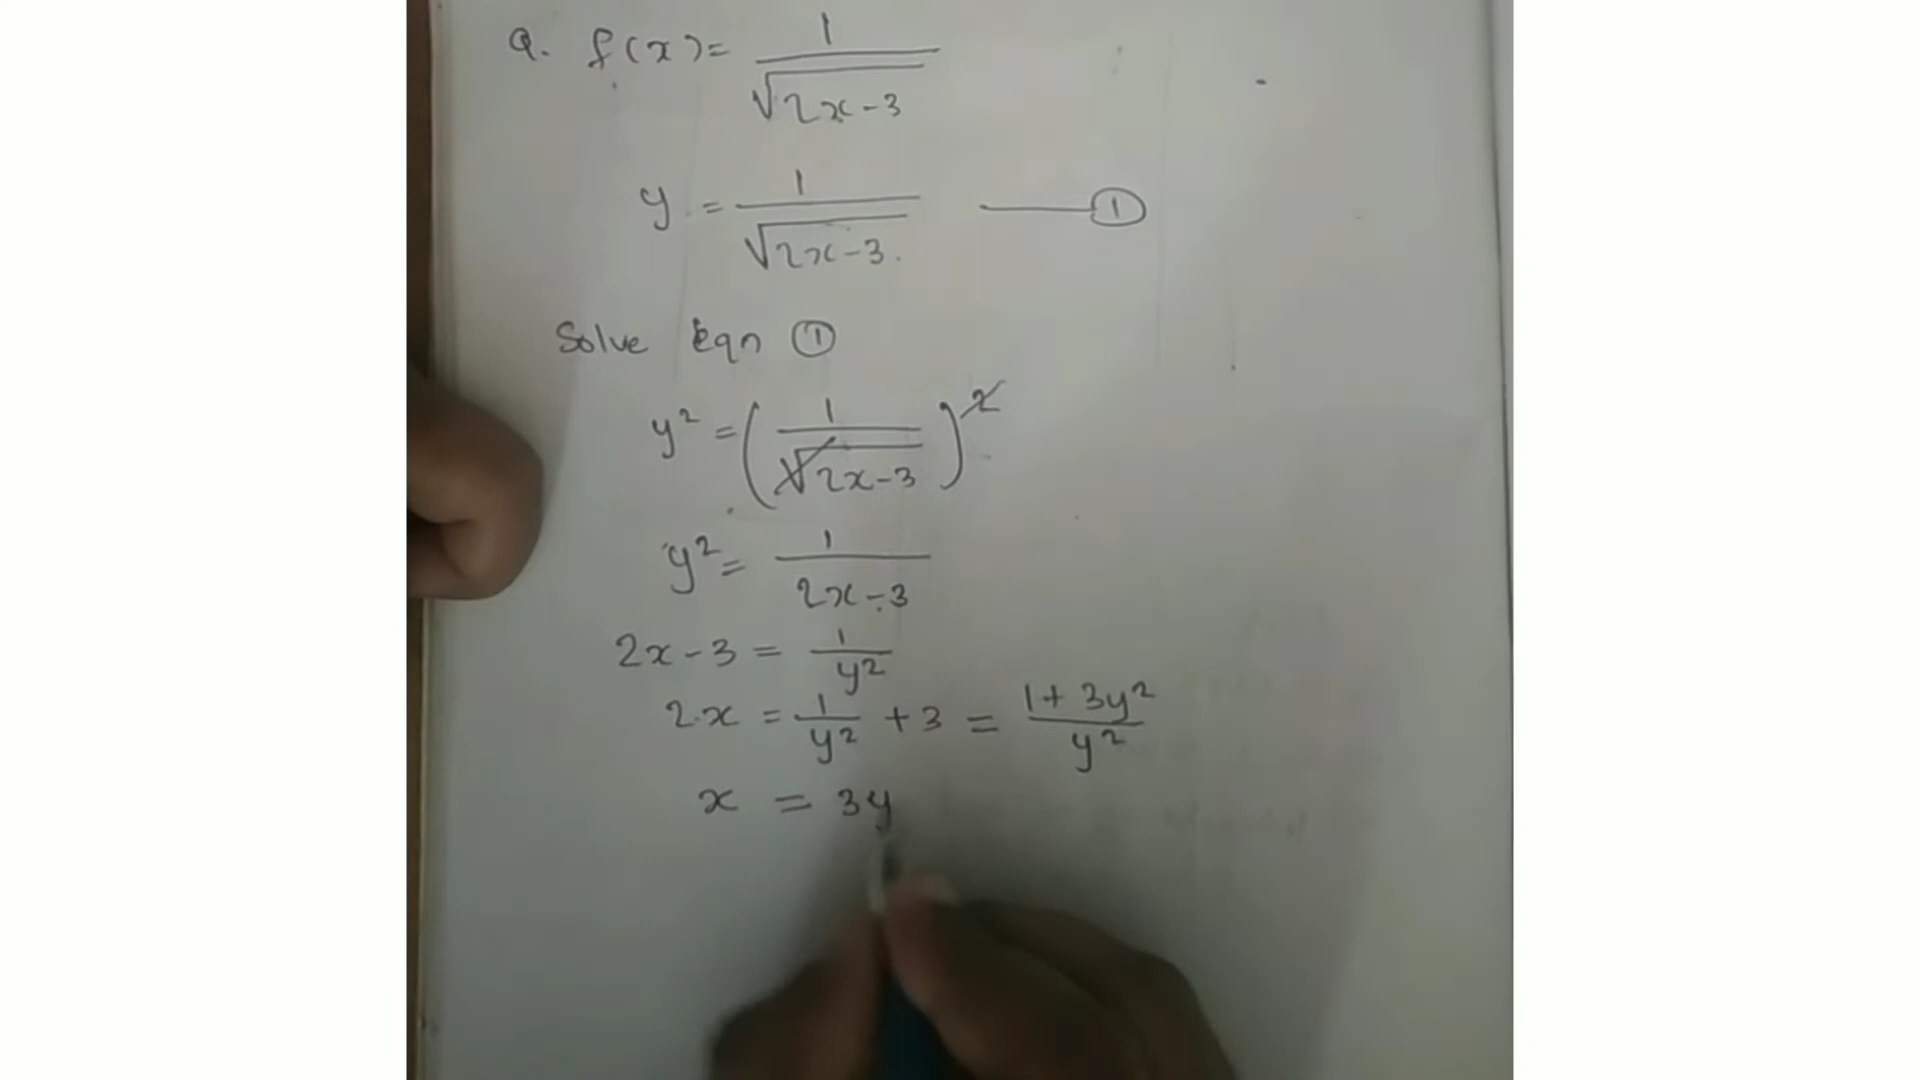 Q. f(x) = 1/√(2x-3)
y = 1/√(2x-3) —— ①
Solve Eqn ①
y² = (1/√(2x-3))²
y² = 1/(2x-3)
2x-3 = 1/y²
2x = 1/y² + 3 = (1+3y²)/y²
x = 3y